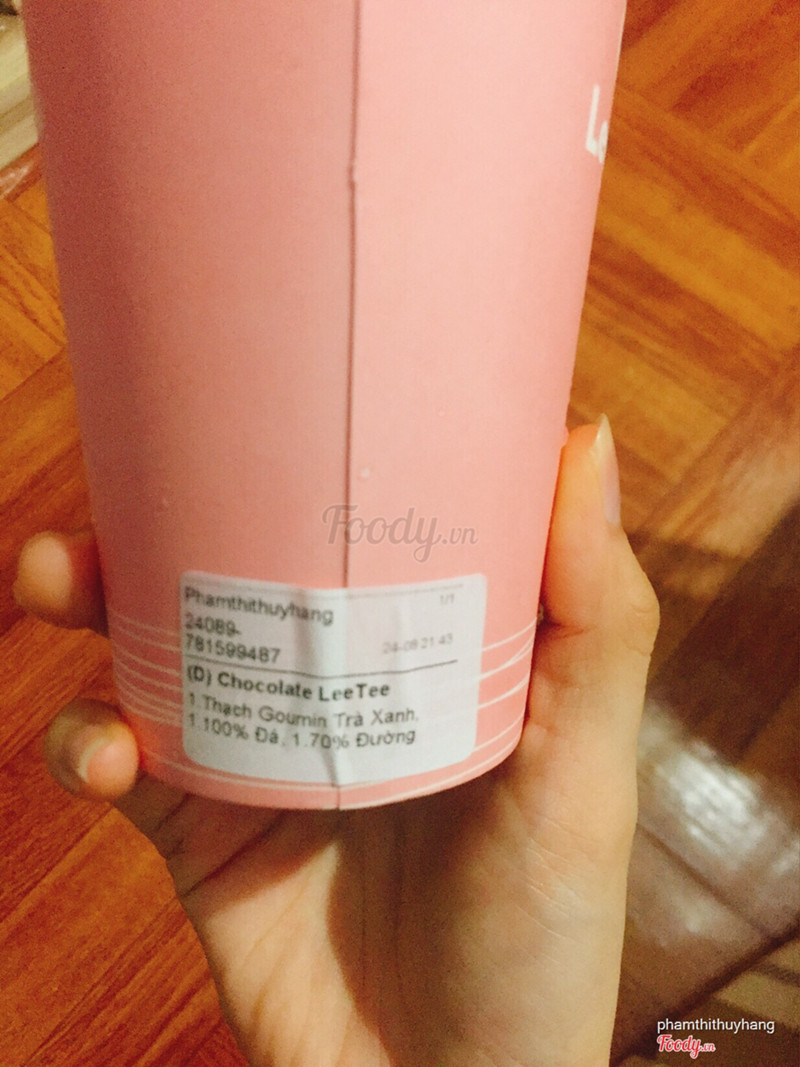 Le
Foody.vn
Phamthithuyhang 1/1
24089-
781599487 24-08 21:43
(D) Chocolate LeeTee
1.Thạch Goumin Trà Xanh,
1.100% Đá, 1.70% Đường
phamthithuyhang
Foody.vn